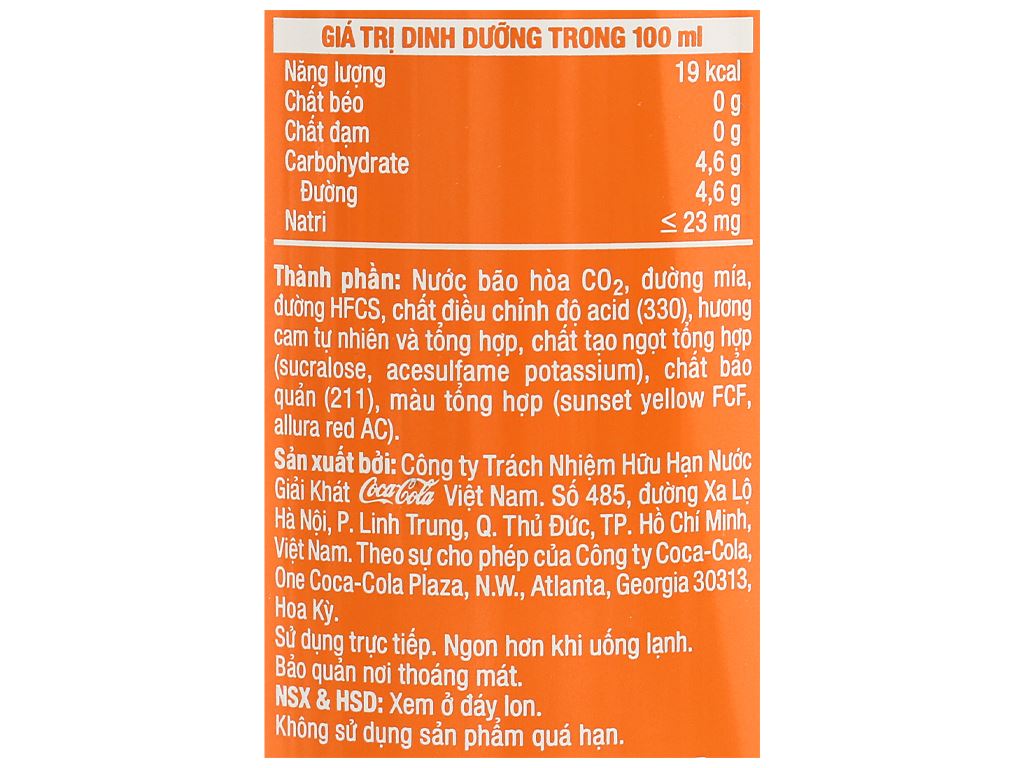 GIÁ TRỊ DINH DƯỠNG TRONG 100 ml
Năng lượng 19 kcal
Chất béo 0 g
Chất đạm 0 g
Carbohydrate 4,6 g
Đường 4,6 g
Natri ≤ 23 mg
Thành phần: Nước bão hòa CO₂, đường mía,
đường HFCS, chất điều chỉnh độ acid (330), hương
cam tự nhiên và tổng hợp, chất tạo ngọt tổng hợp
(sucralose, acesulfame potassium), chất bảo
quản (211), màu tổng hợp (sunset yellow FCF,
allura red AC).
Sản xuất bởi: Công ty Trách Nhiệm Hữu Hạn Nước
Giải Khát Coca-Cola Việt Nam. Số 485, đường Xa Lộ
Hà Nội, P. Linh Trung, Q. Thủ Đức, TP. Hồ Chí Minh,
Việt Nam. Theo sự cho phép của Công ty Coca-Cola,
One Coca-Cola Plaza, N.W., Atlanta, Georgia 30313,
Hoa Kỳ.
Sử dụng trực tiếp. Ngon hơn khi uống lạnh.
Bảo quản nơi thoáng mát.
NSX & HSD: Xem ở đáy lon.
Không sử dụng sản phẩm quá hạn.